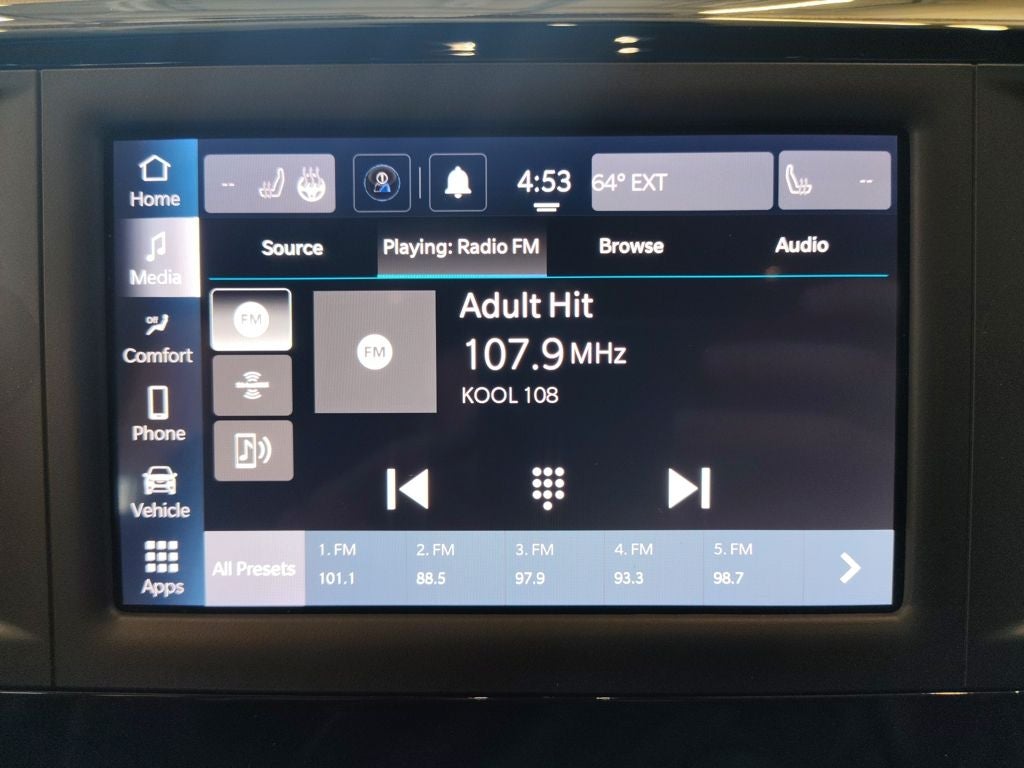 Home
-- 4:53 64° EXT --
Source Playing: Radio FM Browse Audio
Media
OFF
Comfort
Phone
Vehicle
Apps
FM
FM
Adult Hit
107.9 MHz
KOOL 108
All Presets
1. FM
101.1
2. FM
88.5
3. FM
97.9
4. FM
93.3
5. FM
98.7